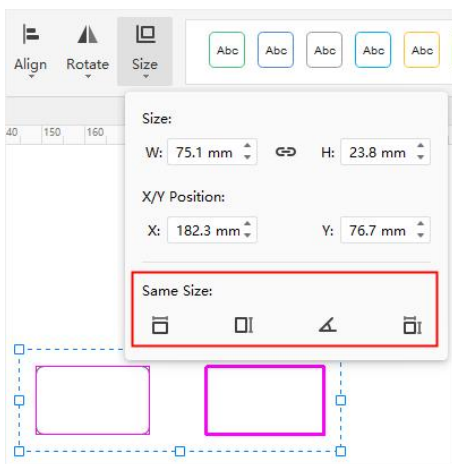 Align Rotate Size Abc Abc Abc Abc Abc
40 150 160
Size:
W: 75.1 mm H: 23.8 mm
X/Y Position:
X: 182.3 mm Y: 76.7 mm
Same Size: